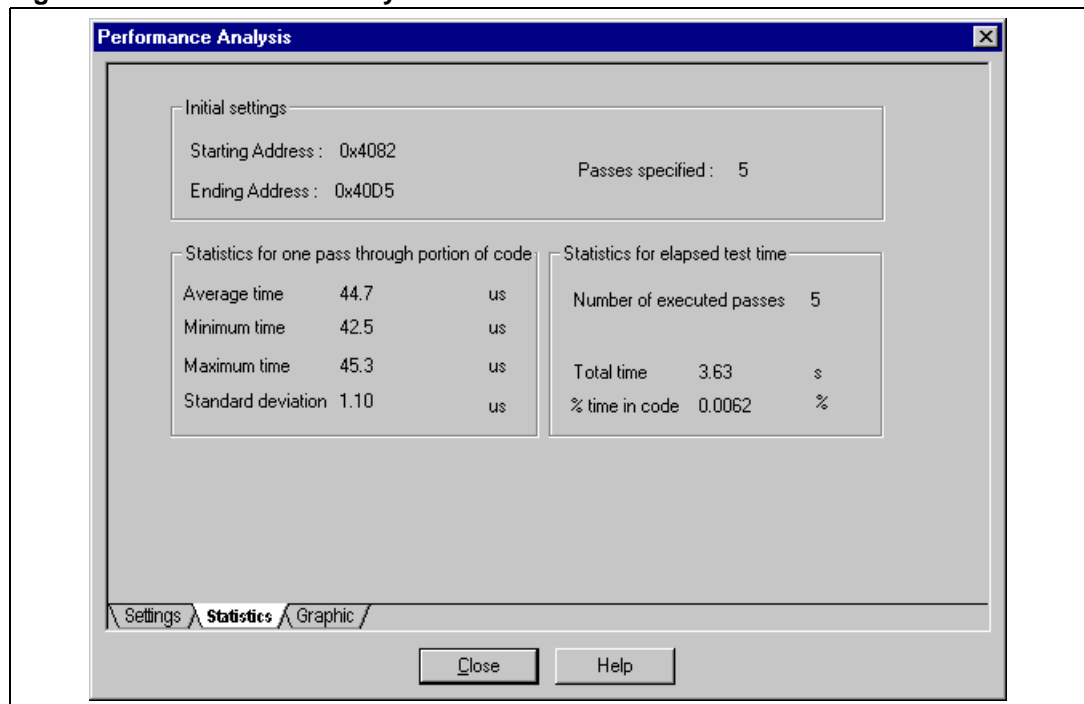 Performance Analysis
Initial settings
Starting Address : 0x4082
Passes specified : 5
Ending Address : 0x40D5
Statistics for one pass through portion of code
Average time 44.7 us
Minimum time 42.5 us
Maximum time 45.3 us
Standard deviation 1.10 us
Statistics for elapsed test time
Number of executed passes 5
Total time 3.63 s
% time in code 0.0062 %
Settings Statistics Graphic
Close Help